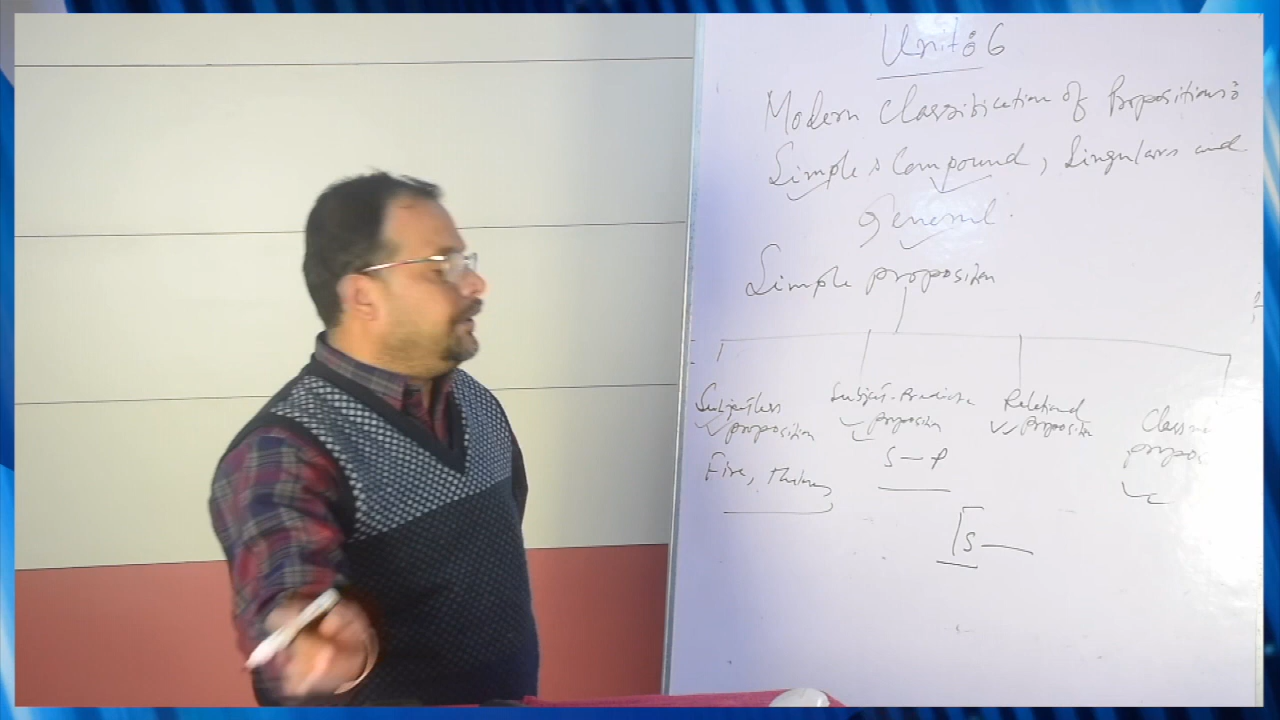 Unit: 6
Modern Classification of Propositions:
Simple, Compound, Singulars and
General.
Simple proposition
Subjectless Subject-Predicate Relational
proposition proposition proposition
S — P
Fire,
[S —